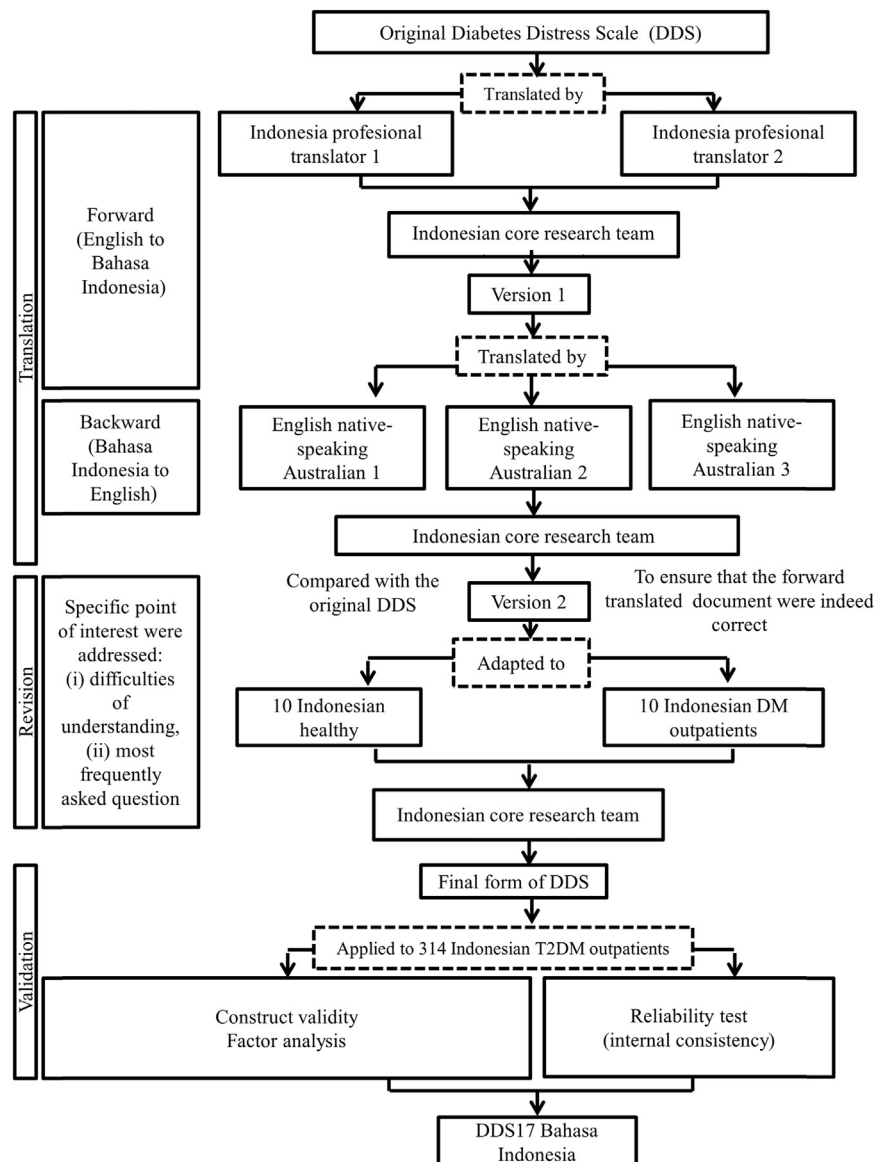 Original Diabetes Distress Scale (DDS)
Translated by
Indonesia profesional
translator 1
Indonesia profesional
translator 2
Translation
Forward
(English to
Bahasa
Indonesia)
Indonesian core research team
Version 1
Translated by
Backward
(Bahasa
Indonesia to
English)
English native-
speaking
Australian 1
English native-
speaking
Australian 2
English native-
speaking
Australian 3
Indonesian core research team
Compared with the
original DDS
Version 2
To ensure that the forward
translated document were indeed
correct
Revision
Specific point
of interest were
addressed:
(i) difficulties
of
understanding,
(ii) most
frequently
asked question
Adapted to
10 Indonesian
healthy
10 Indonesian DM
outpatients
Indonesian core research team
Final form of DDS
Validation
Applied to 314 Indonesian T2DM outpatients
Construct validity
Factor analysis
Reliability test
(internal consistency)
DDS17 Bahasa
Indonesia